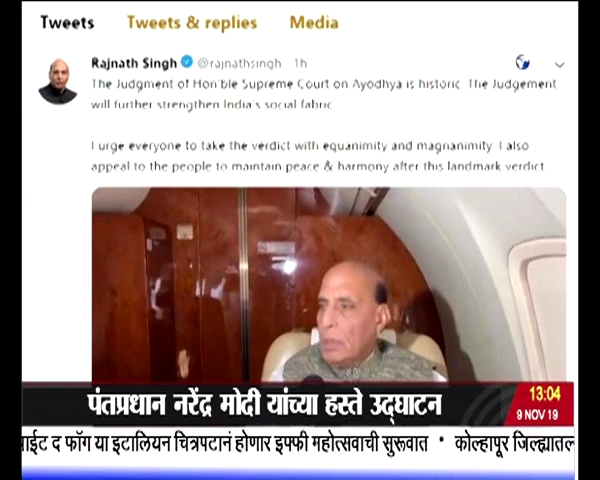 Tweets Tweets & replies Media
Rajnath Singh @rajnathsingh 1h
The Judgment of Hon'ble Supreme Court on Ayodhya is historic. The Judgement
will further strengthen India's social fabric.
I urge everyone to take the verdict with equanimity and magnanimity. I also
appeal to the people to maintain peace & harmony after this landmark verdict.
पंतप्रधान नरेंद्र मोदी यांच्या हस्ते उद्घाटन
13:04
9 NOV 19
द फॉग या इटालियन चित्रपटानं होणार इफ्फी महोत्सवाची सुरूवात * कोल्हापूर